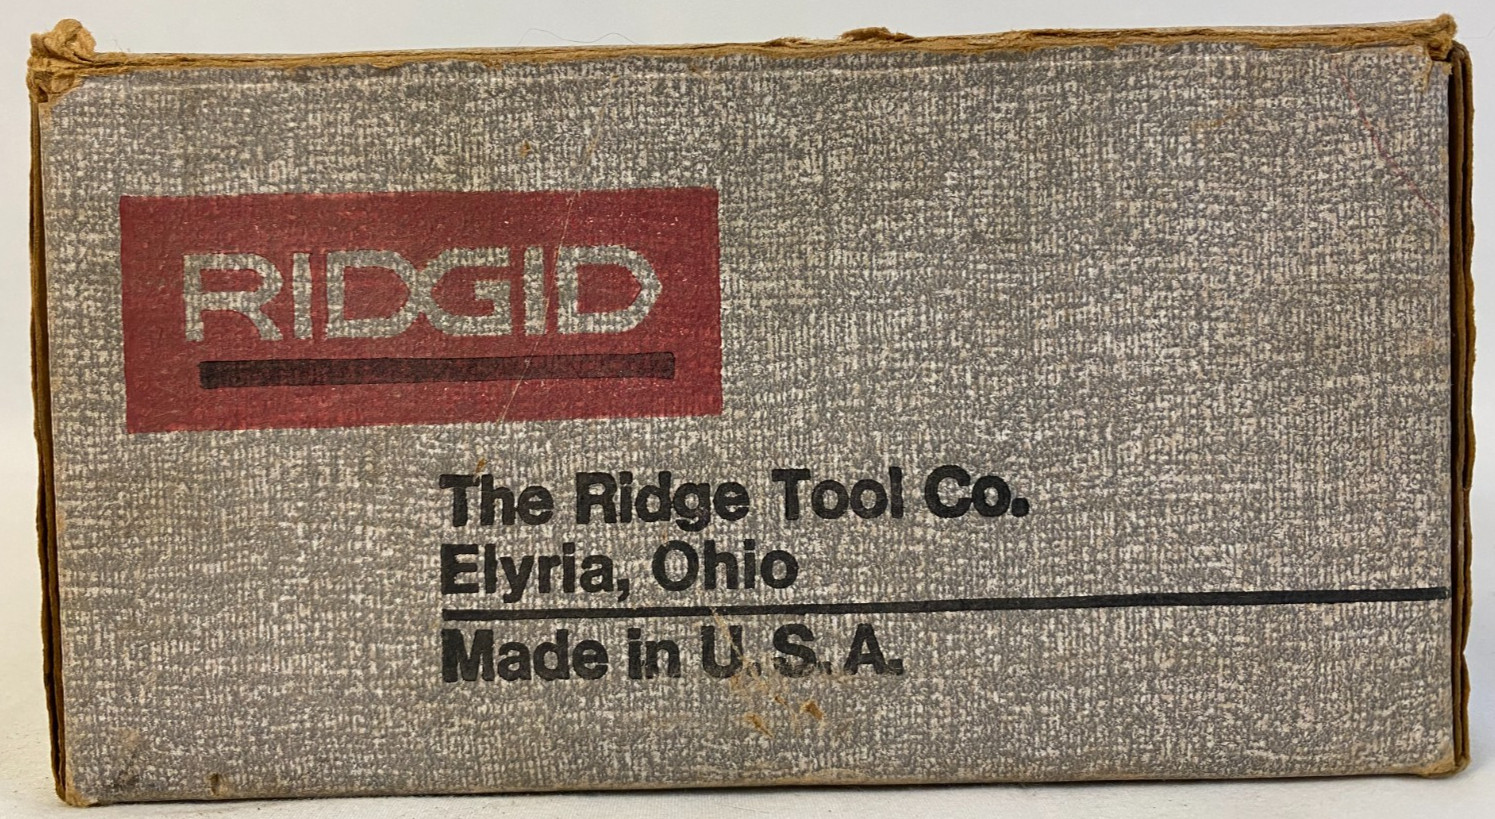 RIDGID
The Ridge Tool Co.
Elyria, Ohio
Made in U.S.A.